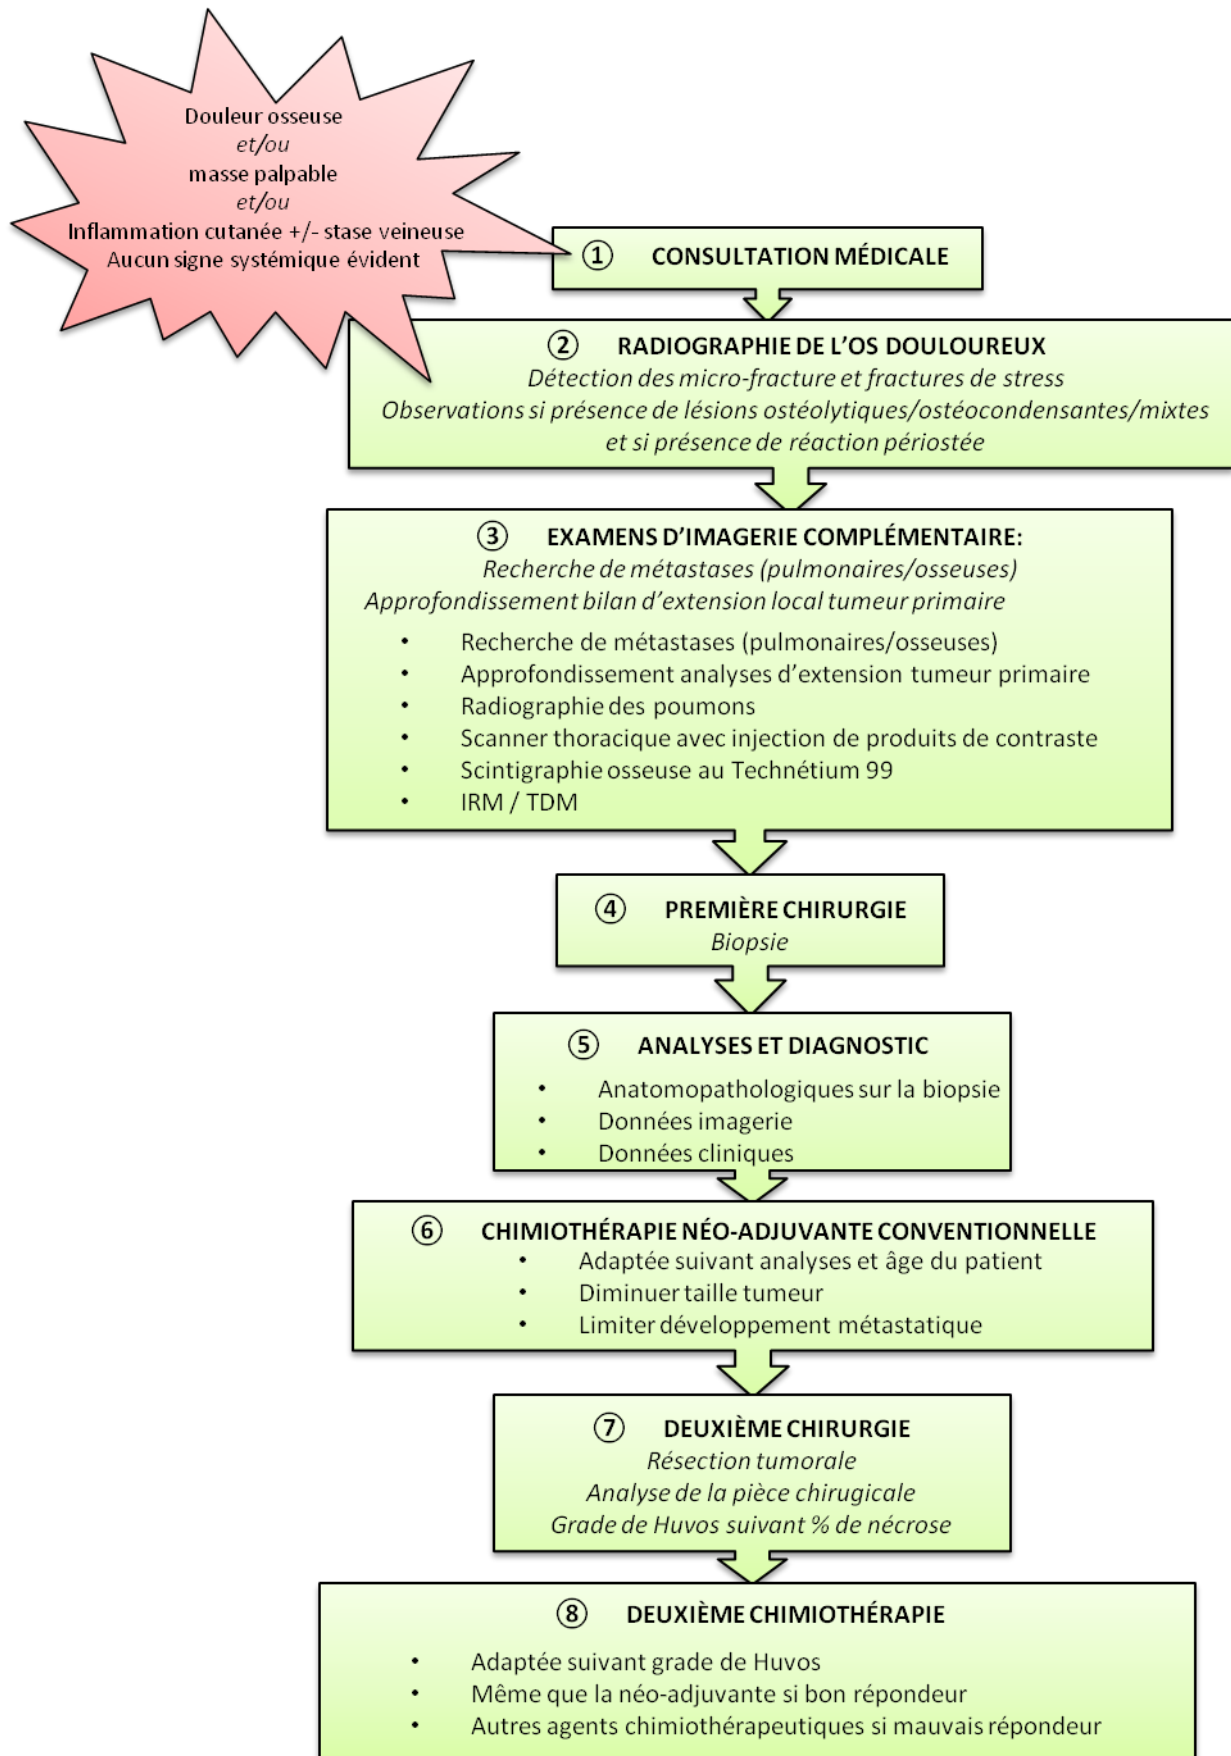 Douleur osseuse
et/ou
masse palpable
et/ou
Inflammation cutanée +/- stase veineuse
Aucun signe systémique évident
① CONSULTATION MÉDICALE
② RADIOGRAPHIE DE L'OS DOULOUREUX
Détection des micro-fracture et fractures de stress
Observations si présence de lésions ostéolytiques/ostéocondensantes/mixtes
et si présence de réaction périostée
③ EXAMENS D'IMAGERIE COMPLÉMENTAIRE:
Recherche de métastases (pulmonaires/osseuses)
Approfondissement bilan d'extension local tumeur primaire
• Recherche de métastases (pulmonaires/osseuses)
• Approfondissement analyses d'extension tumeur primaire
• Radiographie des poumons
• Scanner thoracique avec injection de produits de contraste
• Scintigraphie osseuse au Technétium 99
• IRM / TDM
④ PREMIÈRE CHIRURGIE
Biopsie
⑤ ANALYSES ET DIAGNOSTIC
• Anatomopathologiques sur la biopsie
• Données imagerie
• Données cliniques
⑥ CHIMIOTHÉRAPIE NÉO-ADJUVANTE CONVENTIONNELLE
• Adaptée suivant analyses et âge du patient
• Diminuer taille tumeur
• Limiter développement métastatique
⑦ DEUXIÈME CHIRURGIE
Résection tumorale
Analyse de la pièce chirugicale
Grade de Huvos suivant % de nécrose
⑧ DEUXIÈME CHIMIOTHÉRAPIE
• Adaptée suivant grade de Huvos
• Même que la néo-adjuvante si bon répondeur
• Autres agents chimiothérapeutiques si mauvais répondeur